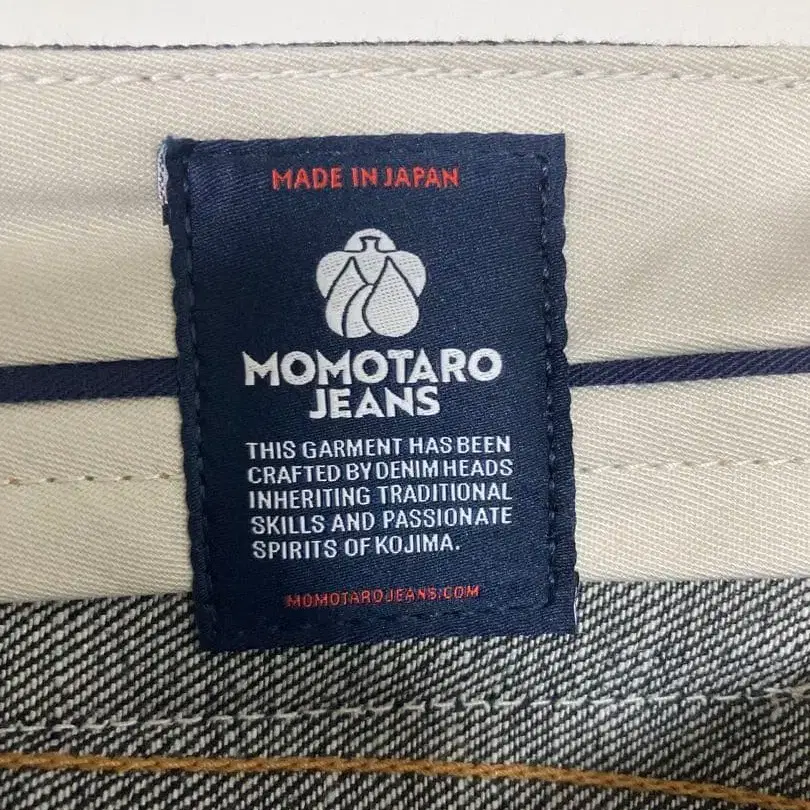 MADE IN JAPAN
MOMOTARO
JEANS
THIS GARMENT HAS BEEN
CRAFTED BY DENIM HEADS
INHERITING TRADITIONAL
SKILLS AND PASSIONATE
SPIRITS OF KOJIMA.
MOMOTAROJEANS.COM